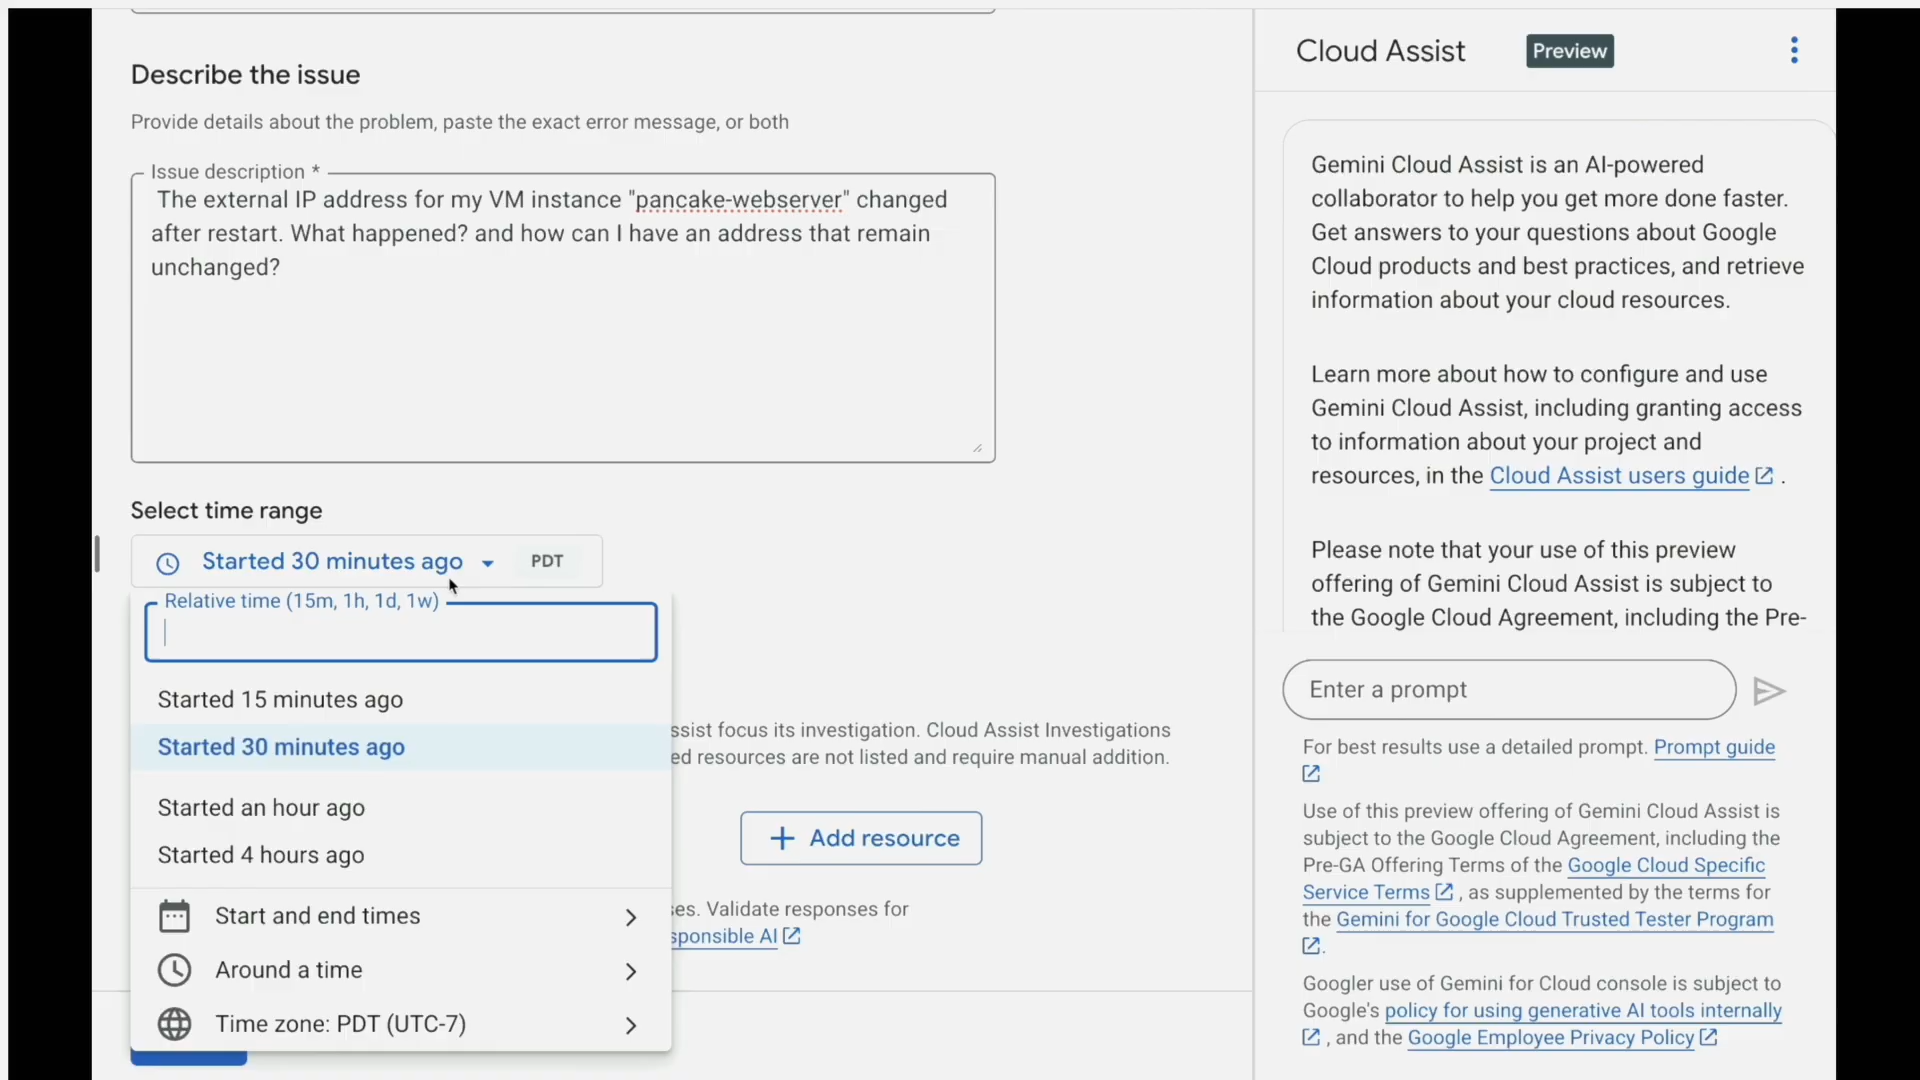 Describe the issue
Provide details about the problem, paste the exact error message, or both
Issue description *
The external IP address for my VM instance "pancake-webserver" changed
after restart. What happened? and how can I have an address that remain
unchanged?
Select time range
Started 30 minutes ago
PDT
Relative time (15m, 1h, 1d, 1w)
Started 15 minutes ago
Started 30 minutes ago
Started an hour ago
Started 4 hours ago
Start and end times
Around a time
Time zone: PDT (UTC-7)
focus its investigation. Cloud Assist Investigations
resources are not listed and require manual addition.
Add resource
Validate responses for
AI
Cloud Assist
Preview
Gemini Cloud Assist is an AI-powered
collaborator to help you get more done faster.
Get answers to your questions about Google
Cloud products and best practices, and retrieve
information about your cloud resources.
Learn more about how to configure and use
Gemini Cloud Assist, including granting access
to information about your project and
resources, in the Cloud Assist users guide .
Please note that your use of this preview
offering of Gemini Cloud Assist is subject to
the Google Cloud Agreement, including the Pre-
Enter a prompt
For best results use a detailed prompt. Prompt guide
Use of this preview offering of Gemini Cloud Assist is
subject to the Google Cloud Agreement, including the
Pre-GA Offering Terms of the Google Cloud Specific
Service Terms , as supplemented by the terms for
the Gemini for Google Cloud Trusted Tester Program
.
Googler use of Gemini for Cloud console is subject to
Google's policy for using generative AI tools internally
, and the Google Employee Privacy Policy